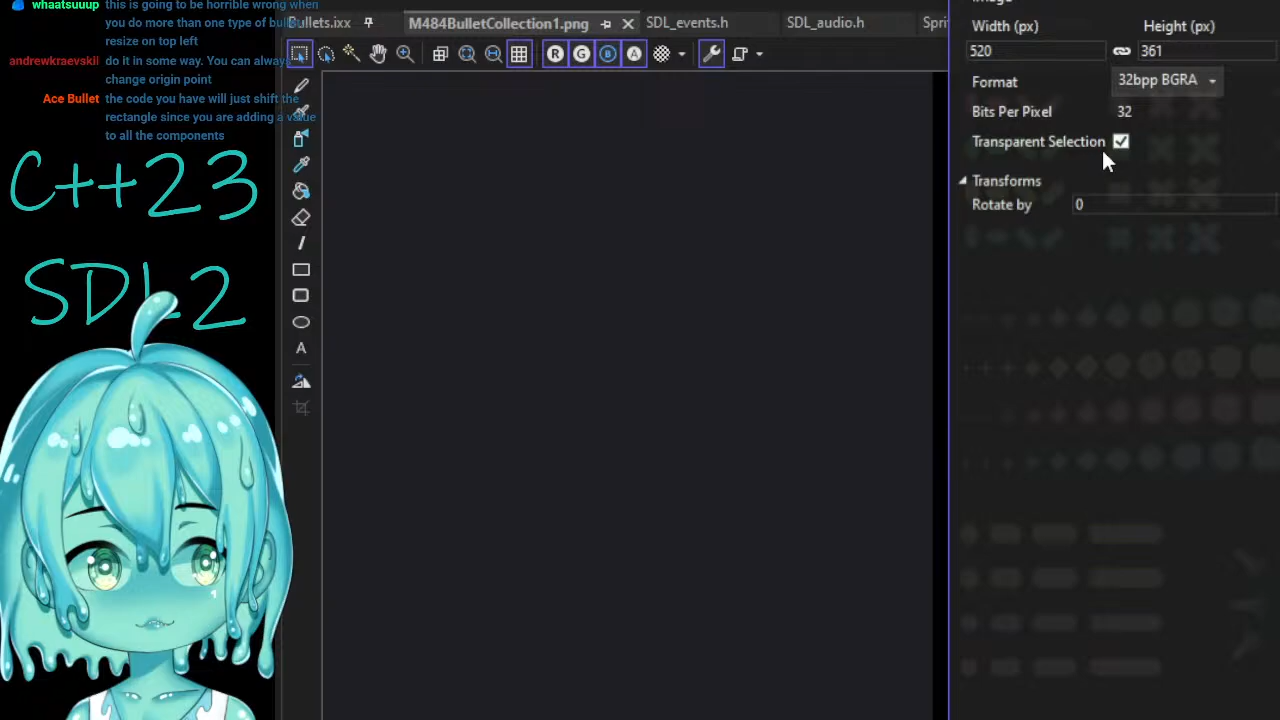 whaatsuuup this is going to be horrible wrong when
you do more than one type of bullet
resize on top left
andrewkraevskii do it in some way. You can always
change origin point
Ace Bullet the code you have will just shift the
rectangle since you are adding a value
to all the components
C++23
SDL2
Bullets.ixx
M484BulletCollection1.png
SDL_events.h
SDL_audio.h
Spri
R G B A
A
Image
Width (px) Height (px)
520 361
Format 32bpp BGRA
Bits Per Pixel 32
Transparent Selection
Transforms
Rotate by 0